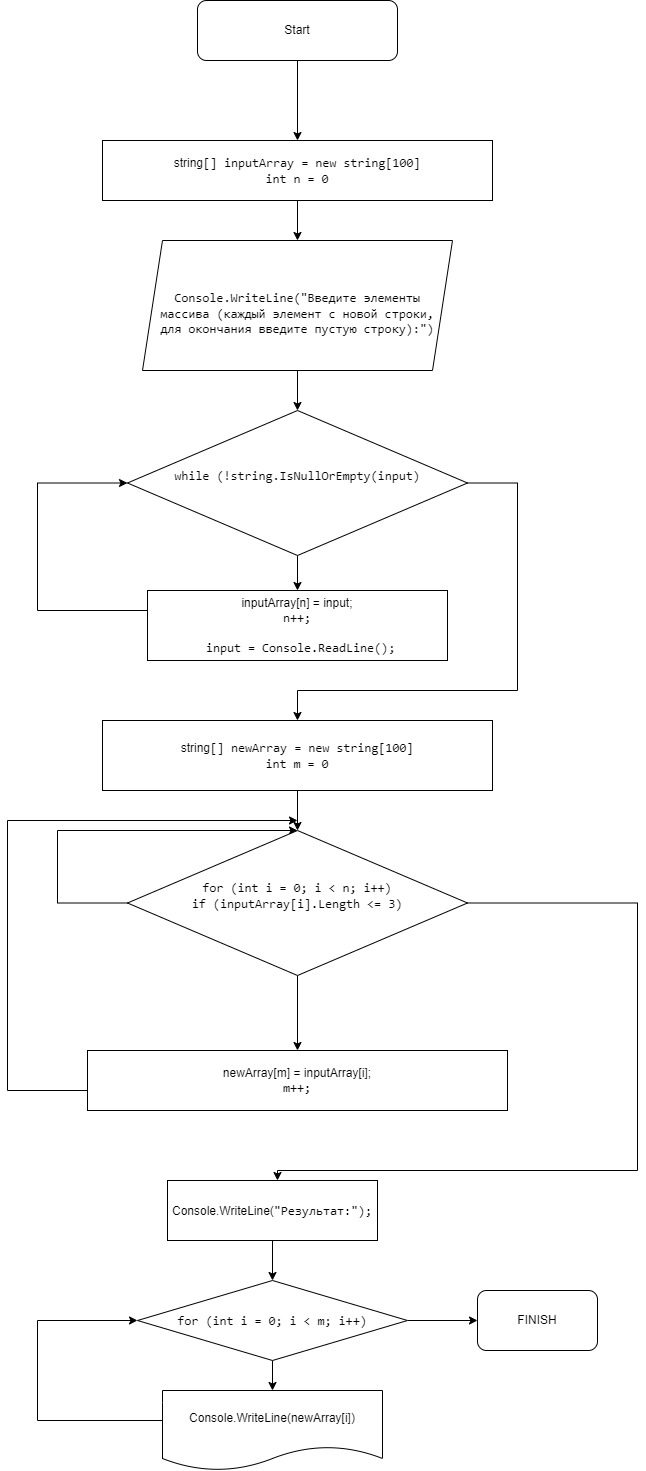 Start
string[] inputArray = new string[100]
int n = 0
Console.WriteLine("Введите элементы
массива (каждый элемент с новой строки,
для окончания введите пустую строку):")
while (!string.IsNullOrEmpty(input)
inputArray[n] = input;
n++;
input = Console.ReadLine();
string[] newArray = new string[100]
int m = 0
for (int i = 0; i < n; i++)
if (inputArray[i].Length <= 3)
newArray[m] = inputArray[i];
m++;
Console.WriteLine("Результат:");
for (int i = 0; i < m; i++)
FINISH
Console.WriteLine(newArray[i])